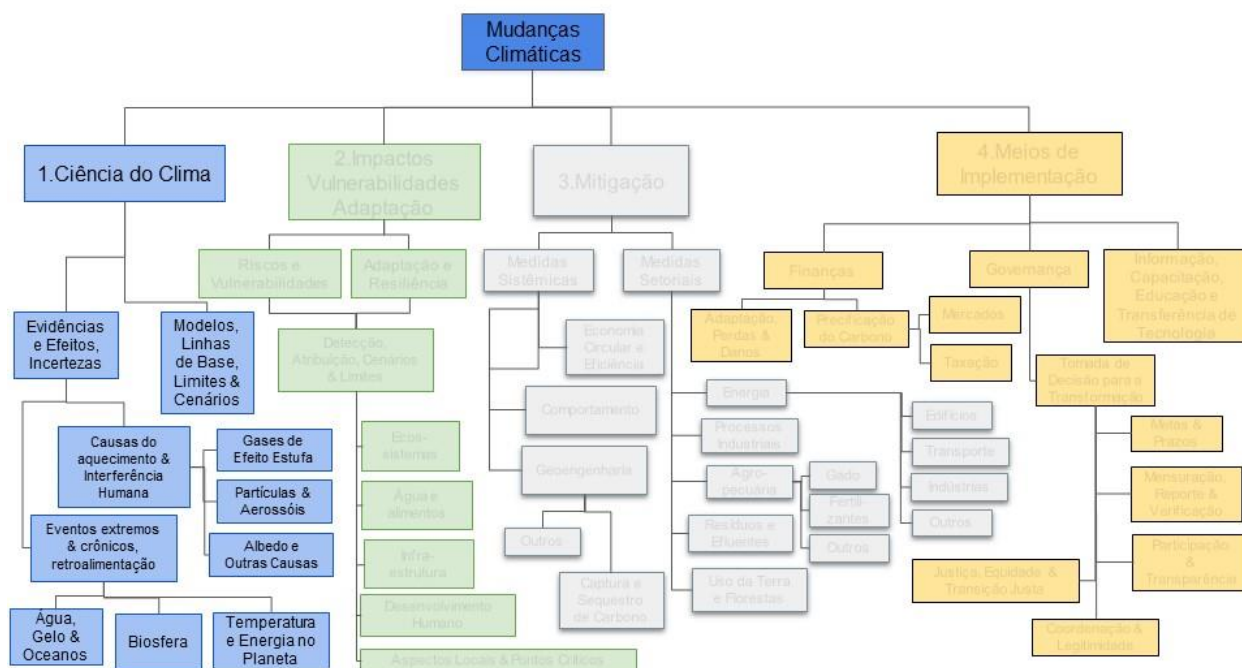 Mudanças
Climáticas
1.Ciência do Clima
2.Impactos
Vulnerabilidades
Adaptação
3.Mitigação
4.Meios de
Implementação
Evidências
e Efeitos,
Incertezas
Modelos,
Linhas
de Base,
Limites &
Cenários
Causas do
aquecimento &
Interferência
Humana
Gases de
Efeito Estufa
Partículas &
Aerossóis
Albedo e
Outras Causas
Eventos extremos
& crônicos,
retroalimentação
Água,
Gelo &
Oceanos
Biosfera
Temperatura
e Energia no
Planeta
Riscos e
Vulnerabilidades
Adaptação e
Resiliência
Detecção,
Atribuição, Cenários
& Limites
Ecos-
sistemas
Água e
alimentos
Infra-
estrutura
Desenvolvimento
Humano
Aspectos Locais & Pontos Críticos
Medidas
Sistêmicas
Economia
Circular e
Eficiência
Comportamento
Geoengenharia
Outros
Captura e
Sequestro
de Carbono
Medidas
Setoriais
Energia
Edifícios
Transporte
Indústrias
Outros
Processos
Industriais
Agro-
pecuária
Gado
Fertili-
zantes
Outros
Resíduos e
Efluentes
Uso da Terra
e Florestas
Finanças
Adaptação,
Perdas &
Danos
Precificação
do Carbono
Mercados
Taxação
Governança
Tomada de
Decisão para a
Transformação
Metas &
Prazos
Mensuração,
Reporte &
Verificação
Participação
&
Transparência
Justiça, Equidade &
Transição Justa
Coordenação &
Legitimidade
Informação,
Capacitação,
Educação e
Transferência de
Tecnologia